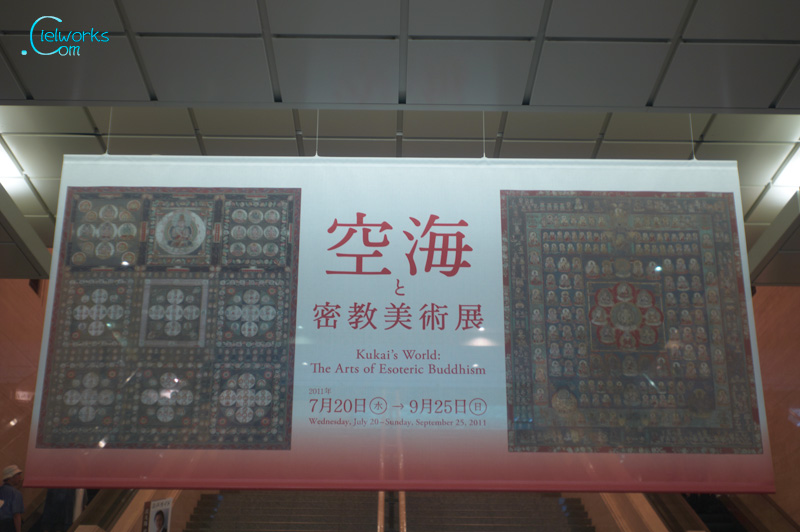 Clelworks
.Com
空海
と
密教美術展
Kukai's World:
The Arts of Esoteric Buddhism
2011年
7月20日㊌→9月25日㊐
Wednesday, July 20–Sunday, September 25, 2011